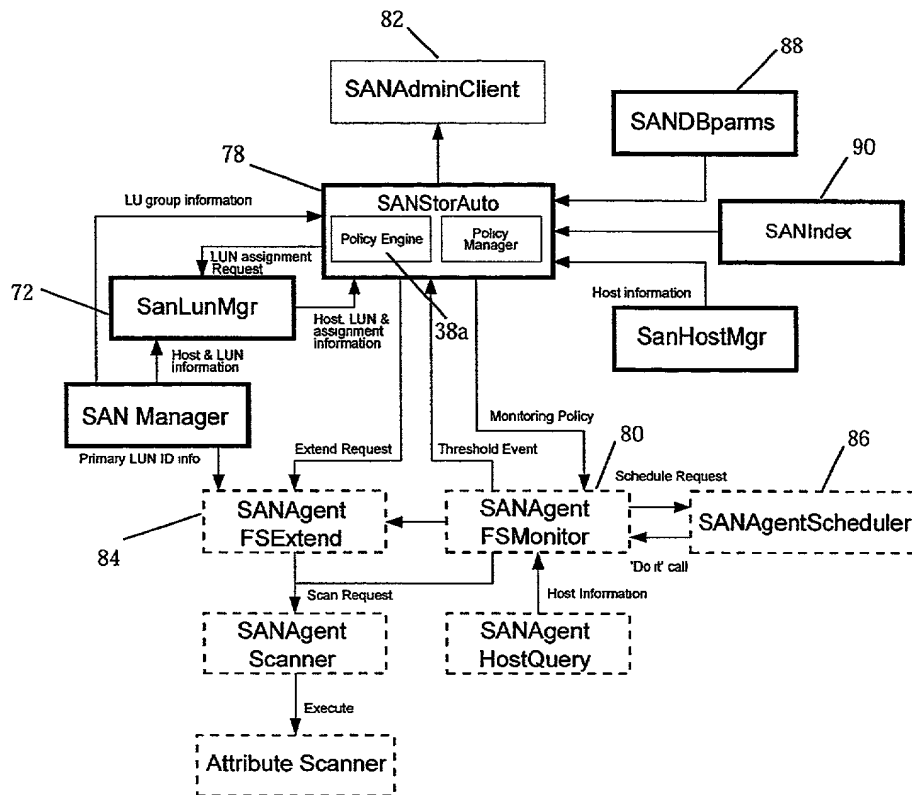 82
88
SANAdminClient
SANDBparms
90
78
LU group information
SANStorAuto
Policy Engine
Policy
Manager
SANIndex
LUN assignment
Request
72
SanLunMgr
Host, LUN &
assignment
information
38a
Host information
SanHostMgr
Host & LUN
information
SAN Manager
Primary LUN ID info
Extend Request
Threshold Event
Monitoring Policy
80
Schedule Request
86
84
SANAgent
FSExtend
SANAgent
FSMonitor
SANAgentScheduler
'Do it' call
Scan Request
Host Information
SANAgent
Scanner
SANAgent
HostQuery
Execute
Attribute Scanner